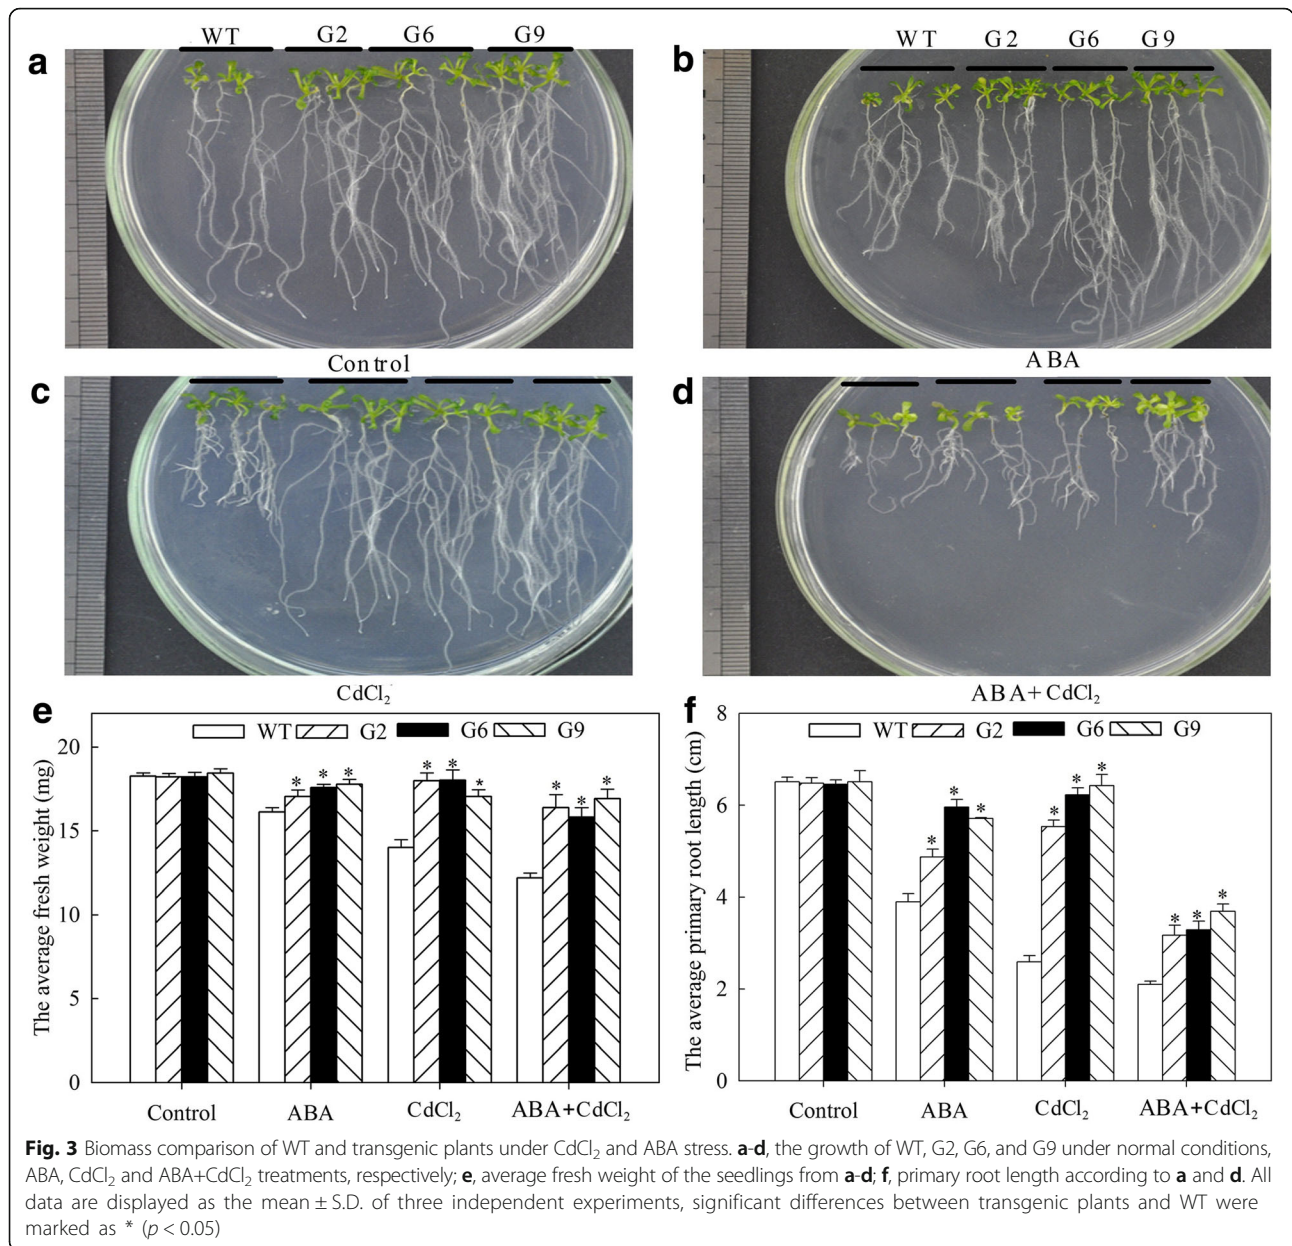 a
WT G2 G6 G9
b
WT G2 G6 G9
Control
ABA
c
d
CdCl₂
ABA+CdCl₂
e
WT G2 G6 G9
The average fresh weight (mg)
20
15
10
5
0
* * *
* * *
* * *
Control ABA CdCl₂ ABA+CdCl₂
f
WT G2 G6 G9
The average primary root length (cm)
8
6
4
2
0
* * *
* * *
* * *
Control ABA CdCl₂ ABA+CdCl₂
Fig. 3 Biomass comparison of WT and transgenic plants under CdCl₂ and ABA stress. a-d, the growth of WT, G2, G6, and G9 under normal conditions,
ABA, CdCl₂ and ABA+CdCl₂ treatments, respectively; e, average fresh weight of the seedlings from a-d; f, primary root length according to a and d. All
data are displayed as the mean ± S.D. of three independent experiments, significant differences between transgenic plants and WT were
marked as * (p < 0.05)